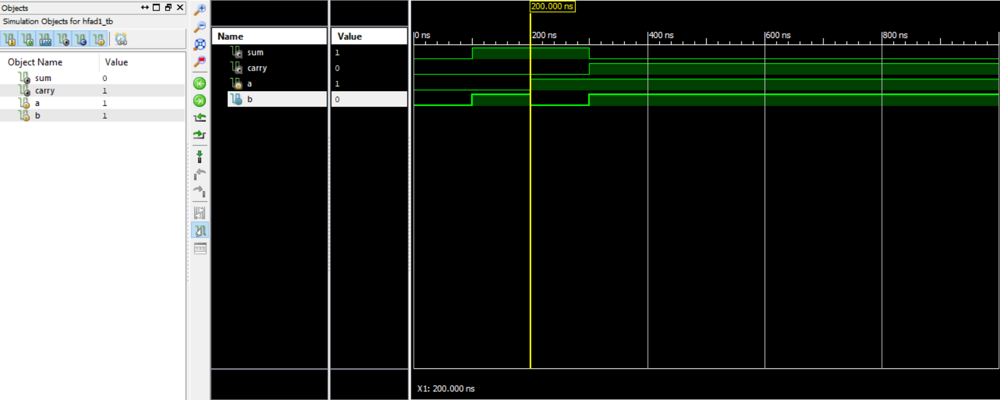 Objects
Simulation Objects for hfad1_tb
Object Name Value
sum 0
carry 1
a 1
b 1
Name Value
sum 1
carry 0
a 1
b 0
200.000 ns
0 ns 200 ns 400 ns 600 ns 800 ns
X1: 200.000 ns